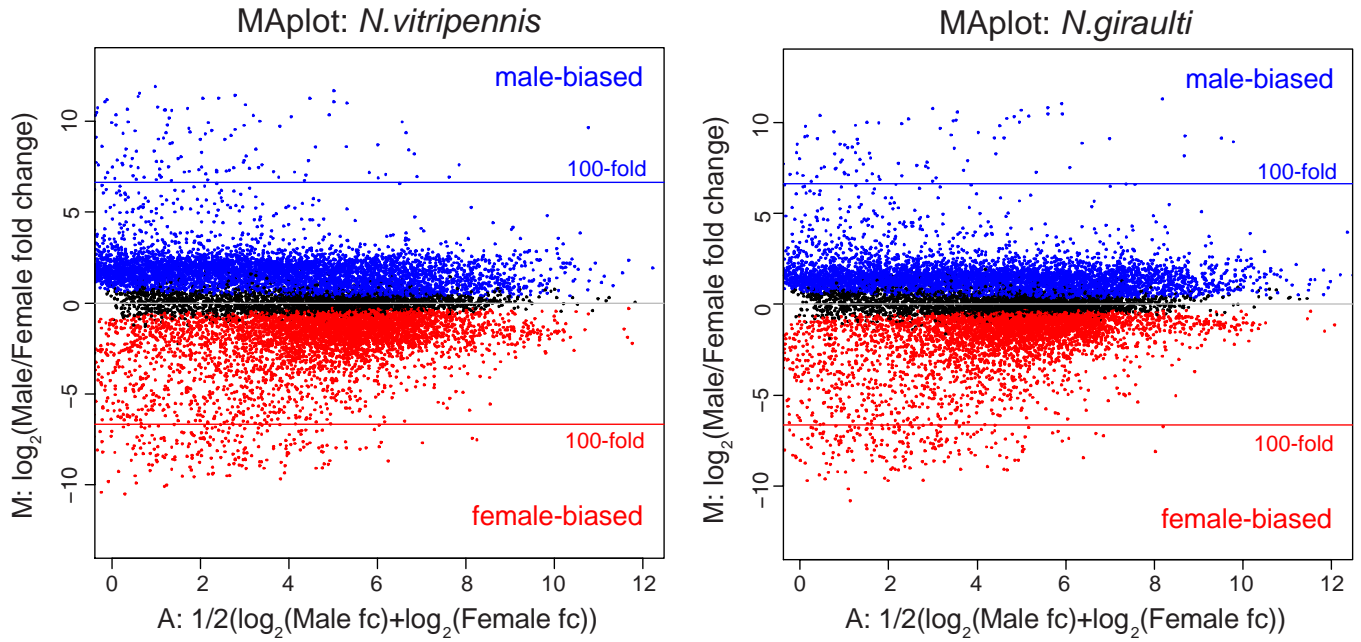 MAplot: N.vitripennis
male-biased
100-fold
100-fold
female-biased
M: log₂(Male/Female fold change)
10
5
0
−5
−10
0 2 4 6 8 10 12
A: 1/2(log₂(Male fc)+log₂(Female fc))
MAplot: N.giraulti
male-biased
100-fold
100-fold
female-biased
M: log₂(Male/Female fold change)
10
5
0
−5
−10
0 2 4 6 8 10 12
A: 1/2(log₂(Male fc)+log₂(Female fc))